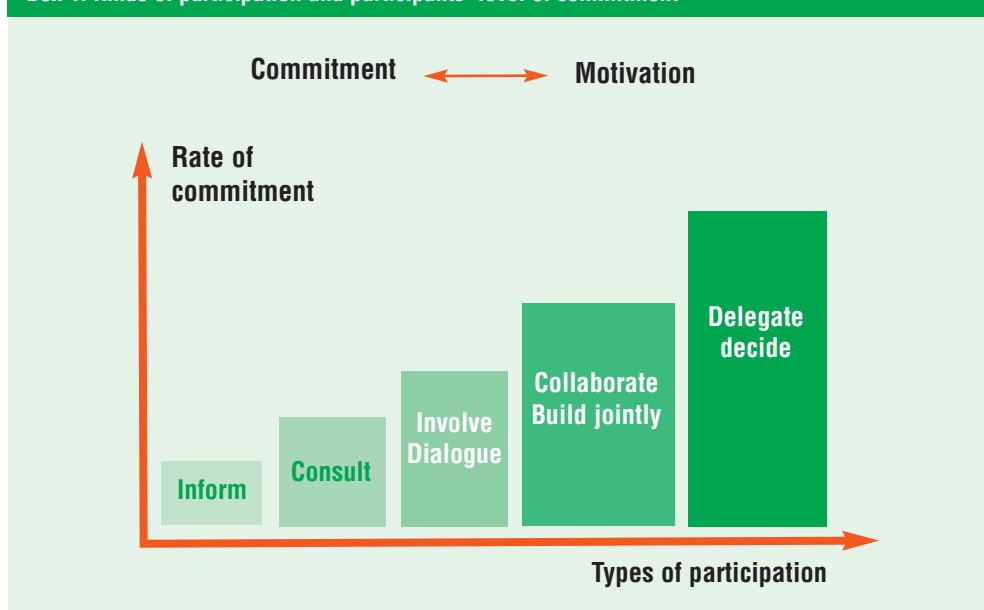 Commitment Motivation
Rate of
commitment
Delegate
decide
Collaborate
Build jointly
Involve
Dialogue
Consult
Inform
Types of participation